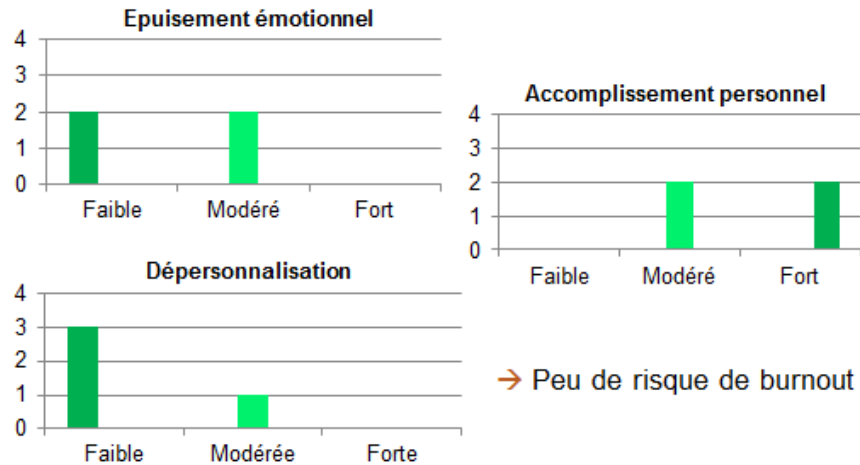 Epuisement émotionnel
4
3
2
1
0
Faible Modéré Fort
Accomplissement personnel
4
3
2
1
0
Faible Modéré Fort
Dépersonnalisation
4
3
2
1
0
Faible Modérée Forte
→ Peu de risque de burnout